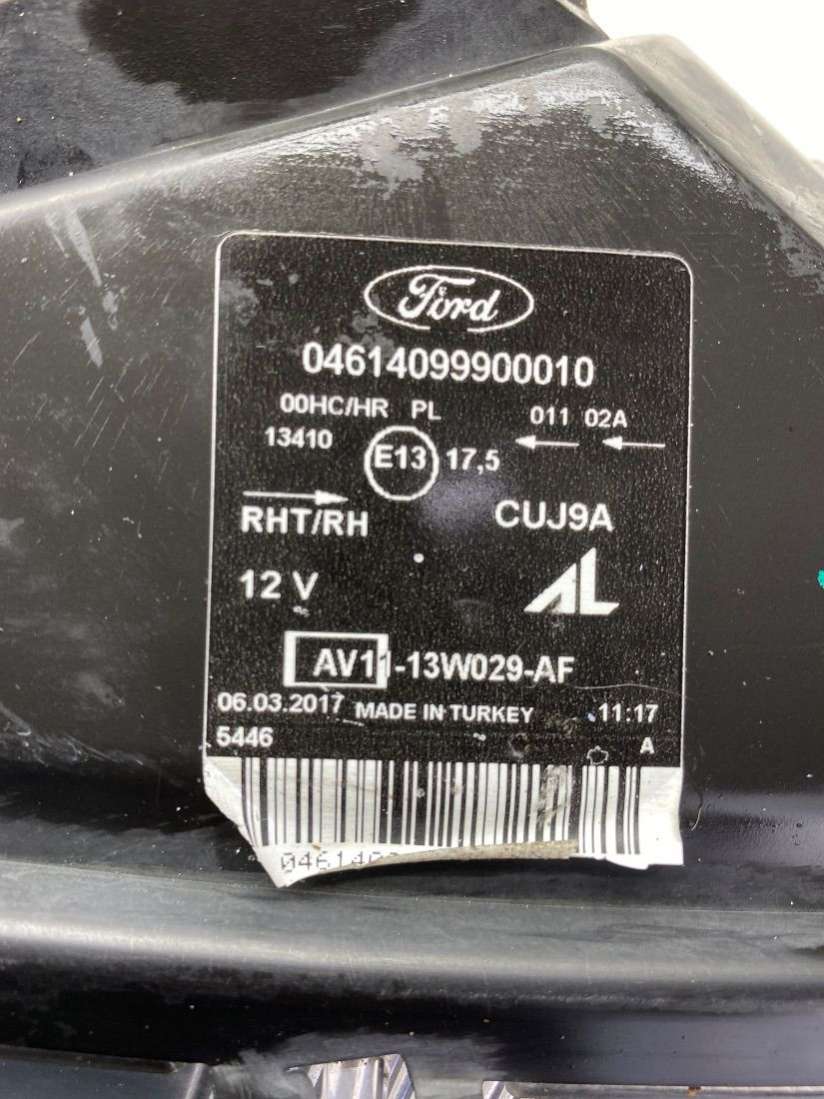 Ford
04614099900010
00HC/HR PL 011 02A
13410 E13 17,5
RHT/RH CUJ9A
12 V AL
AV11-13W029-AF
06.03.2017 MADE IN TURKEY 11:17
5446 A